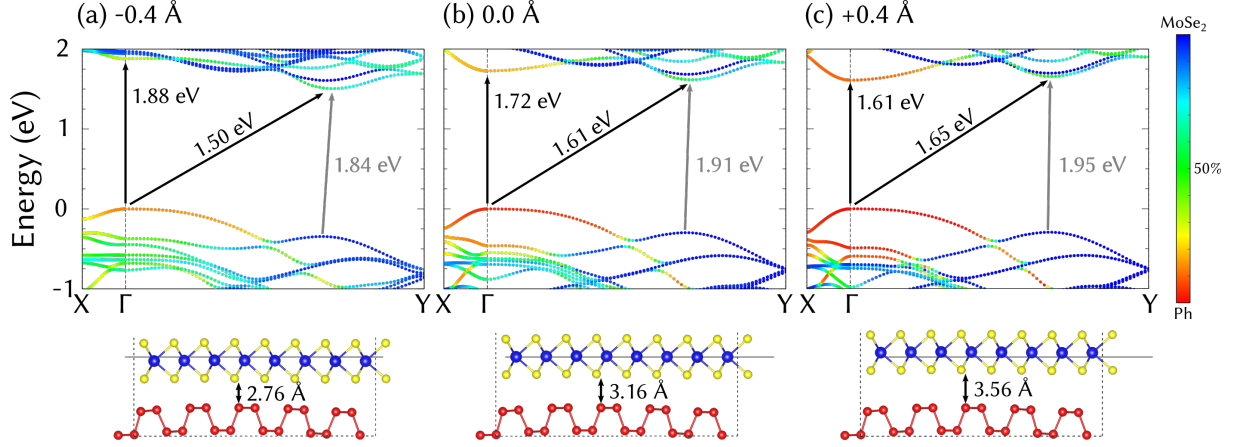 (a) -0.4 Å
(b) 0.0 Å
(c) +0.4 Å
MoSe₂
50%
Ph
Energy (eV)
2
1
0
-1
1.88 eV
1.50 eV
1.84 eV
X Γ Y
1.72 eV
1.61 eV
1.91 eV
X Γ Y
1.61 eV
1.65 eV
1.95 eV
X Γ Y
2.76 Å
3.16 Å
3.56 Å